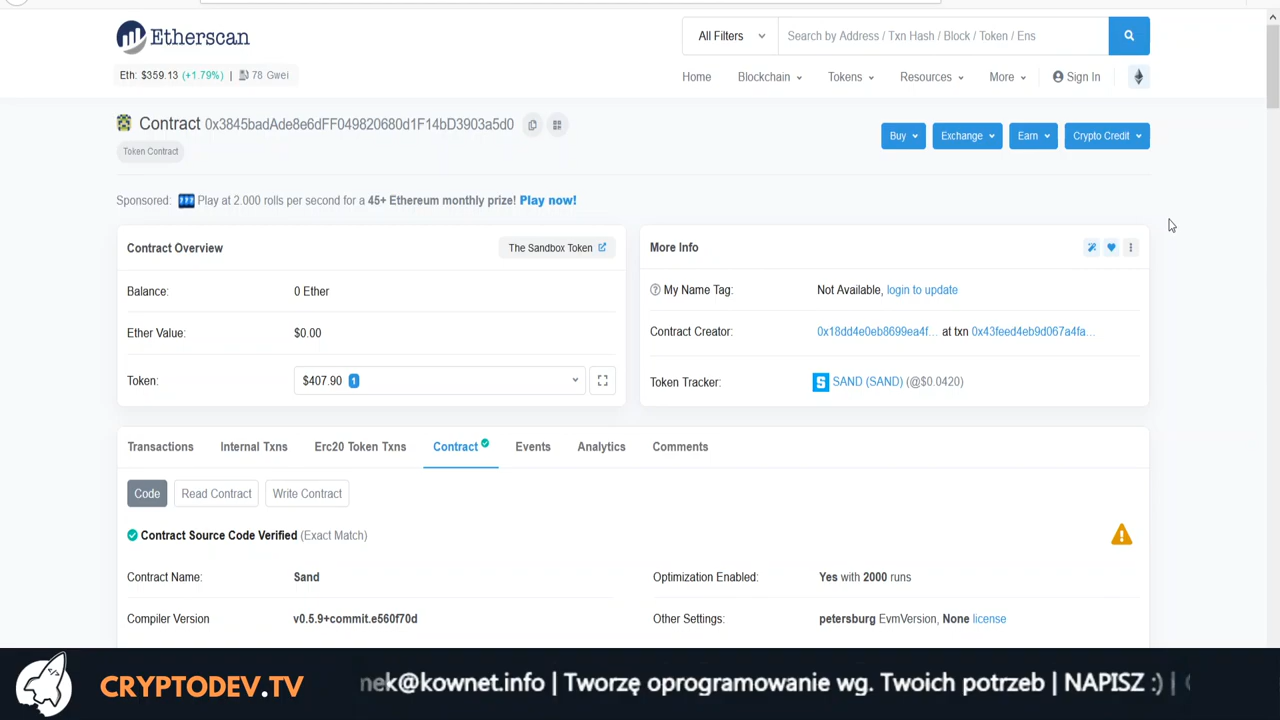 Etherscan
All Filters
Search by Address / Txn Hash / Block / Token / Ens
Eth: $359.13 (+1.79%) | 78 Gwei
Home Blockchain Tokens Resources More Sign In
Contract 0x3845badAde8e6dFF049820680d1F14bD3903a5d0
Token Contract
Buy Exchange Earn Crypto Credit
Sponsored: Play at 2.000 rolls per second for a 45+ Ethereum monthly prize! Play now!
Contract Overview
The Sandbox Token
Balance: 0 Ether
Ether Value: $0.00
Token: $407.90 1
More Info
My Name Tag: Not Available, login to update
Contract Creator: 0x18dd4e0eb8699ea4f... at txn 0x43feed4eb9d067a4fa...
Token Tracker: SAND (SAND) (@$0.0420)
Transactions Internal Txns Erc20 Token Txns Contract Events Analytics Comments
Code Read Contract Write Contract
Contract Source Code Verified (Exact Match)
Contract Name: Sand
Optimization Enabled: Yes with 2000 runs
Compiler Version v0.5.9+commit.e560f70d
Other Settings: petersburg EvmVersion, None license
CRYPTODEV.TV
nek@kownet.info | Tworzę oprogramowanie wg. Twoich potrzeb | NAPISZ :) |